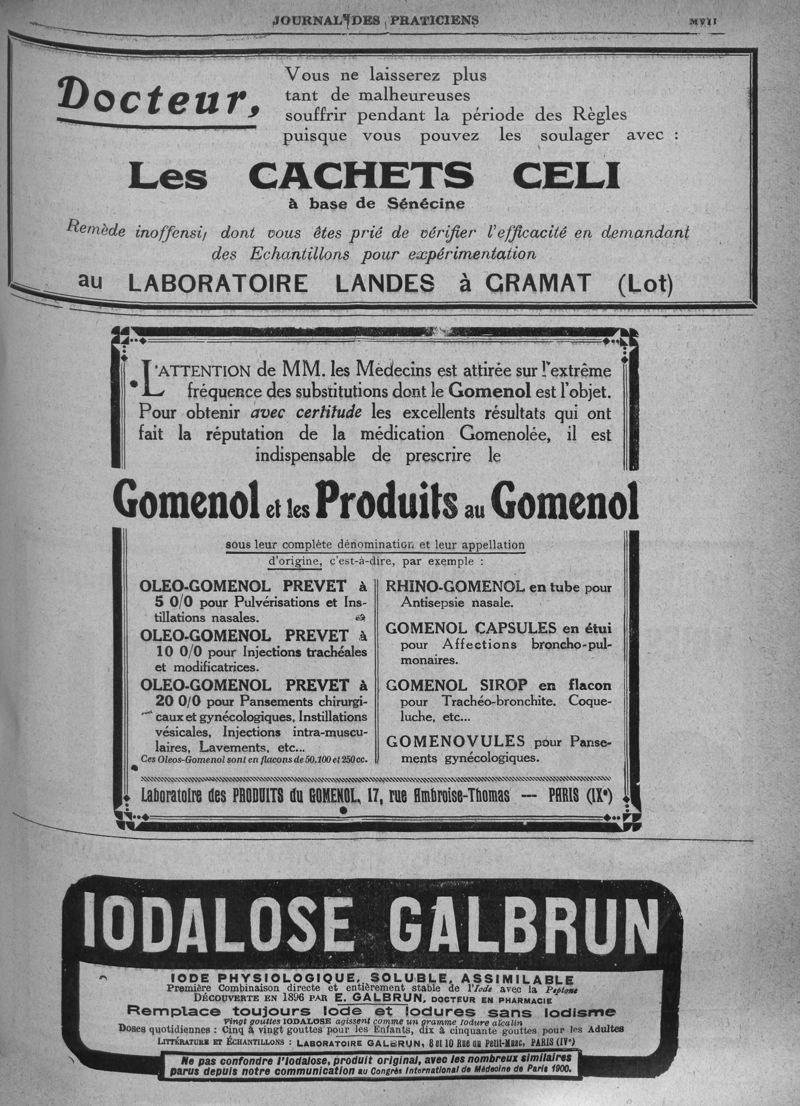 JOURNAL DES PRATICIENS
Docteur,
Vous ne laisserez plus
tant de malheureuses
souffrir pendant la période des Règles
puisque vous pouvez les soulager avec :
Les CACHETS CELI
à base de Sénécine
Remède inoffensif dont vous êtes prié de vérifier l'efficacité en demandant
des Echantillons pour expérimentation
au LABORATOIRE LANDES à GRAMAT (Lot)
L'ATTENTION de MM. les Médecins est attirée sur l'extrême
fréquence des substitutions dont le Gomenol est l'objet.
Pour obtenir avec certitude les excellents résultats qui ont
fait la réputation de la médication Gomenolée, il est
indispensable de prescrire le
Gomenol et les Produits au Gomenol
sous leur complète dénomination et leur appellation
d'origine, c'est-à-dire, par exemple :
OLEO-GOMENOL PREVET à
5 0/0 pour Pulvérisations et Ins-
tillations nasales.
OLEO-GOMENOL PREVET à
10 0/0 pour Injections trachéales
et modificatrices.
OLEO-GOMENOL PREVET à
20 0/0 pour Pansements chirurgi-
caux et gynécologiques, Instillations
vésicales, Injections intra-muscu-
laires, Lavements, etc...
Ces Oleos-Gomenol sont en flacons de 50, 100 et 250 cc.
RHINO-GOMENOL en tube pour
Antisepsie nasale.
GOMENOL CAPSULES en étui
pour Affections broncho-pul-
monaires.
GOMENOL SIROP en flacon
pour Trachéo-bronchite, Coque-
luche, etc...
GOMENOVULES pour Panse-
ments gynécologiques.
Laboratoire des PRODUITS du GOMENOL, 17, rue Ambroise-Thomas — PARIS (IXe)
IODALOSE GALBRUN
IODE PHYSIOLOGIQUE, SOLUBLE, ASSIMILABLE
Première Combinaison directe et entièrement stable de l'Iode avec la Peptone
DÉCOUVERTE EN 1896 PAR E. GALBRUN, DOCTEUR EN PHARMACIE
Remplace toujours Iode et Iodures sans Iodisme
Vingt gouttes IODALOSE agissent comme un gramme Iodure alcalin
Doses quotidiennes : Cinq à vingt gouttes pour les Enfants, dix à cinquante gouttes pour les Adultes
LITTÉRATURE ET ÉCHANTILLONS : LABORATOIRE GALBRUN, 8 et 10 Rue du Petit-Musc, PARIS (IVe)
Ne pas confondre l'Iodalose, produit original, avec les nombreux similaires
parus depuis notre communication au Congrès International de Médecine de Paris 1900.